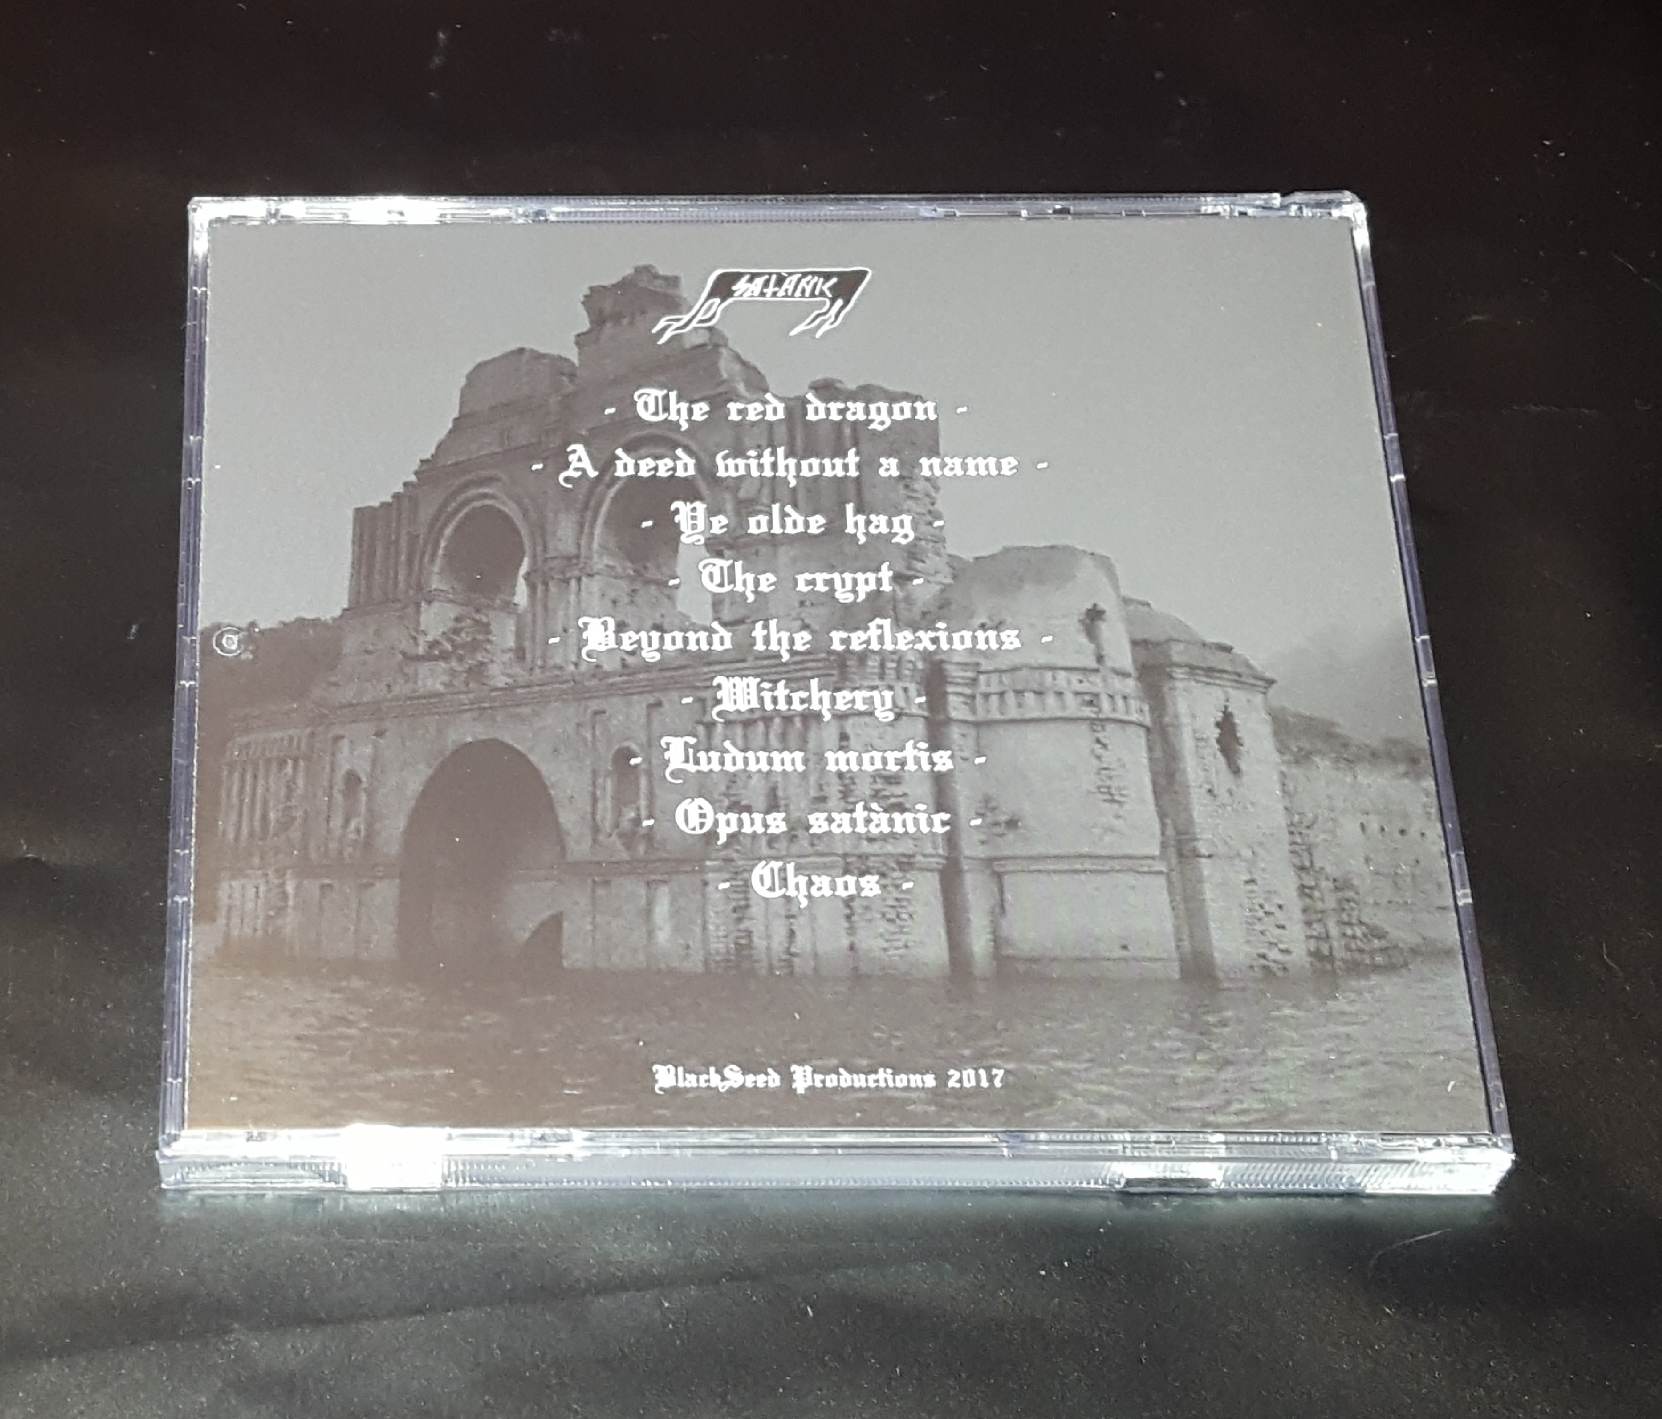 SATÀNK
- The red dragon -
- A deed without a name -
- Ye olde hag -
- The crypt -
- Beyond the reflexions -
- Witchery -
- Ludum mortis -
- Opus satànic -
- Chaos -
BlackSeed Productions 2017